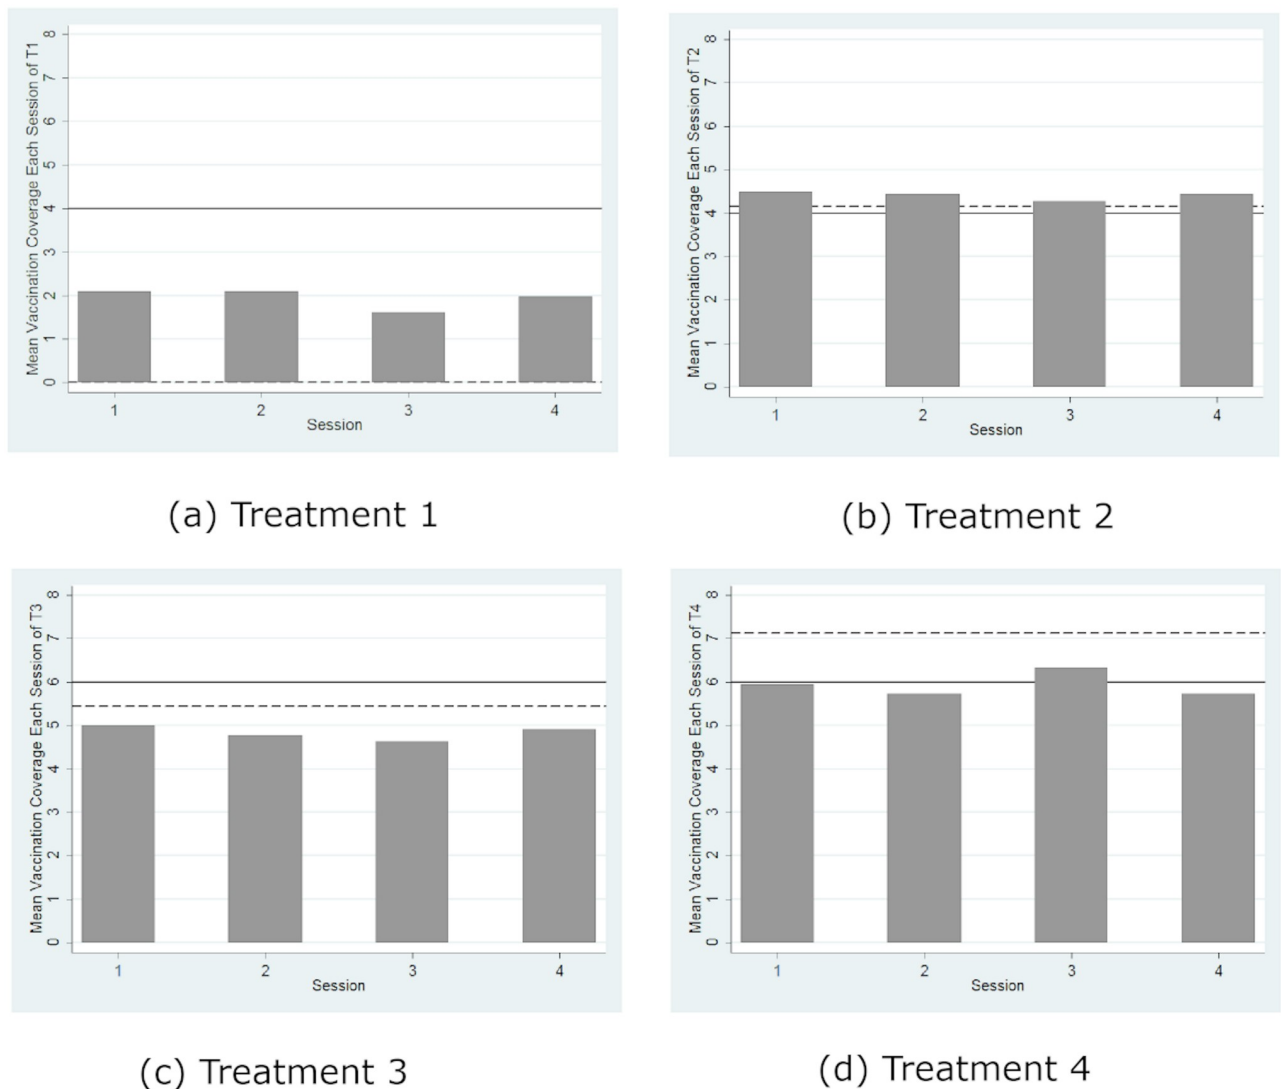 Mean Vaccination Coverage Each Session of T1
8
7
6
5
4
3
2
1
0
1 2 3 4
Session
(a) Treatment 1
Mean Vaccination Coverage Each Session of T2
8
7
6
5
4
3
2
1
0
1 2 3 4
Session
(b) Treatment 2
Mean Vaccination Coverage Each Session of T3
8
7
6
5
4
3
2
1
0
1 2 3 4
Session
(c) Treatment 3
Mean Vaccination Coverage Each Session of T4
8
7
6
5
4
3
2
1
0
1 2 3 4
Session
(d) Treatment 4